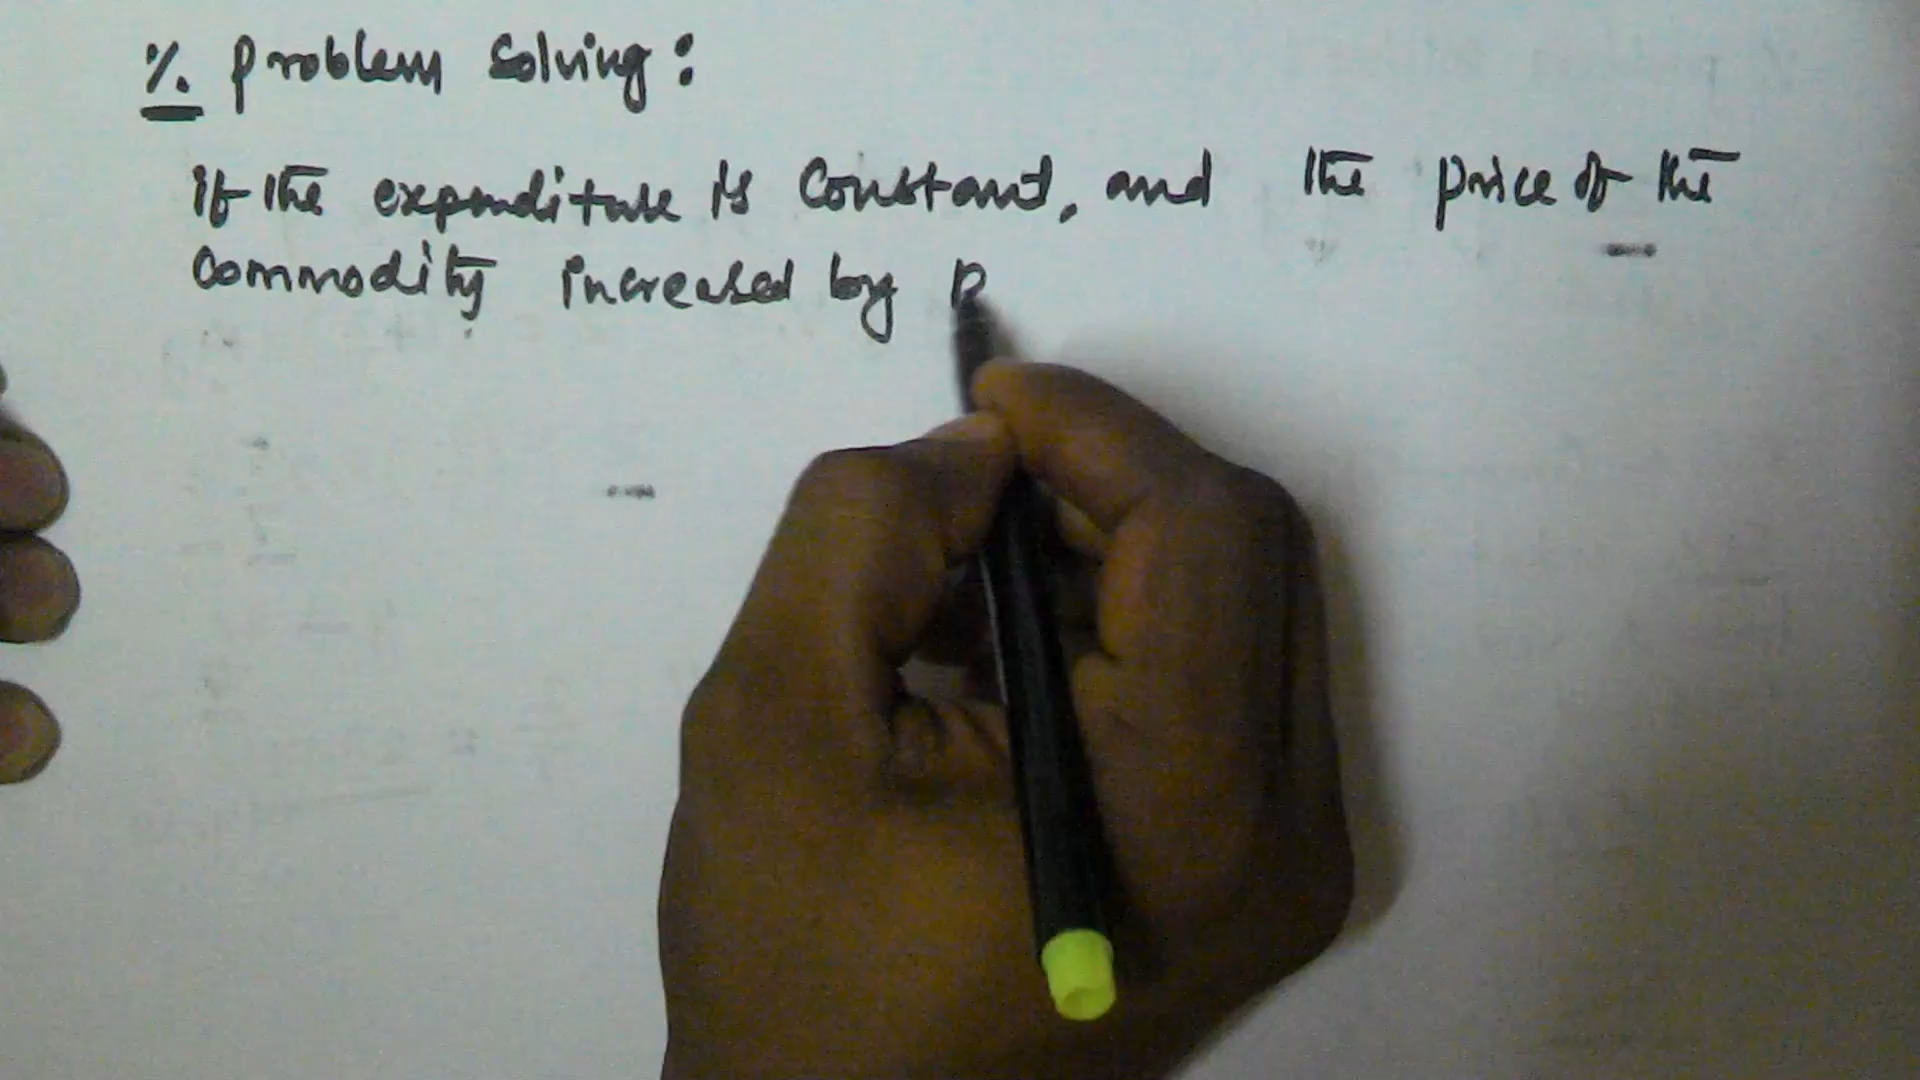 %. problem solving:
if the expenditure is constant, and the price of the
commodity increased by P